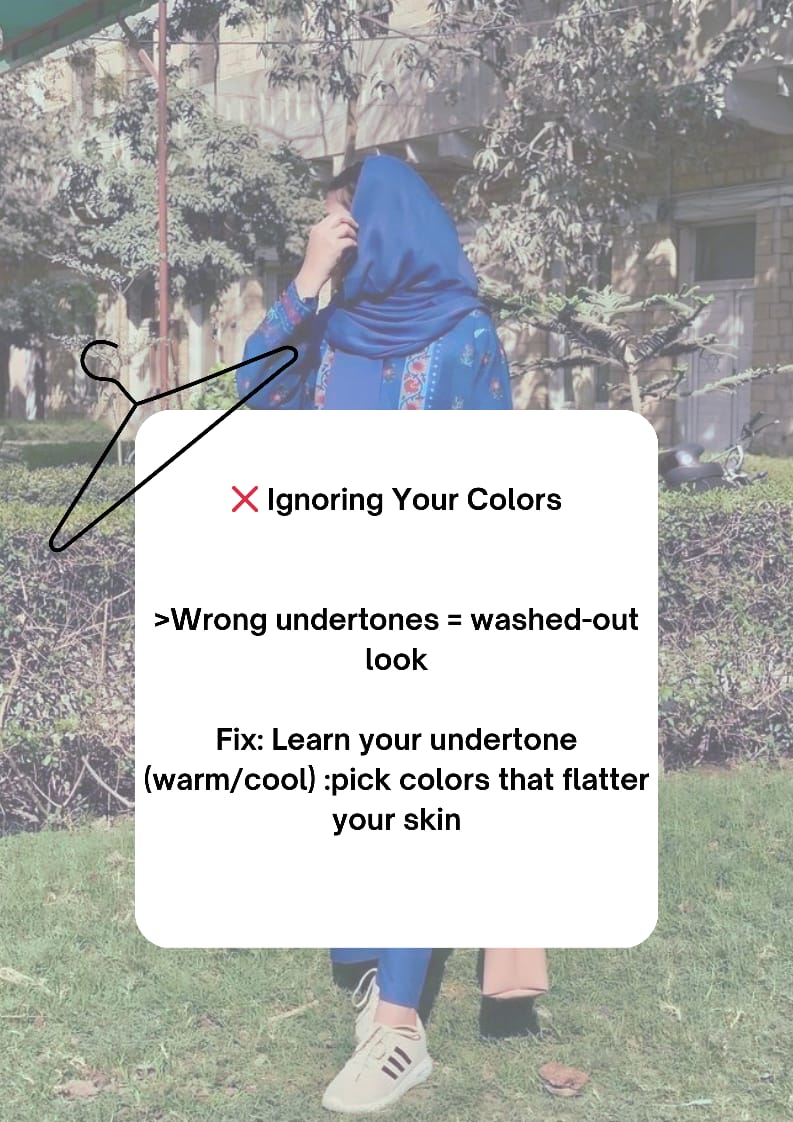 ❌ Ignoring Your Colors
>Wrong undertones = washed-out
look
Fix: Learn your undertone
(warm/cool) :pick colors that flatter
your skin